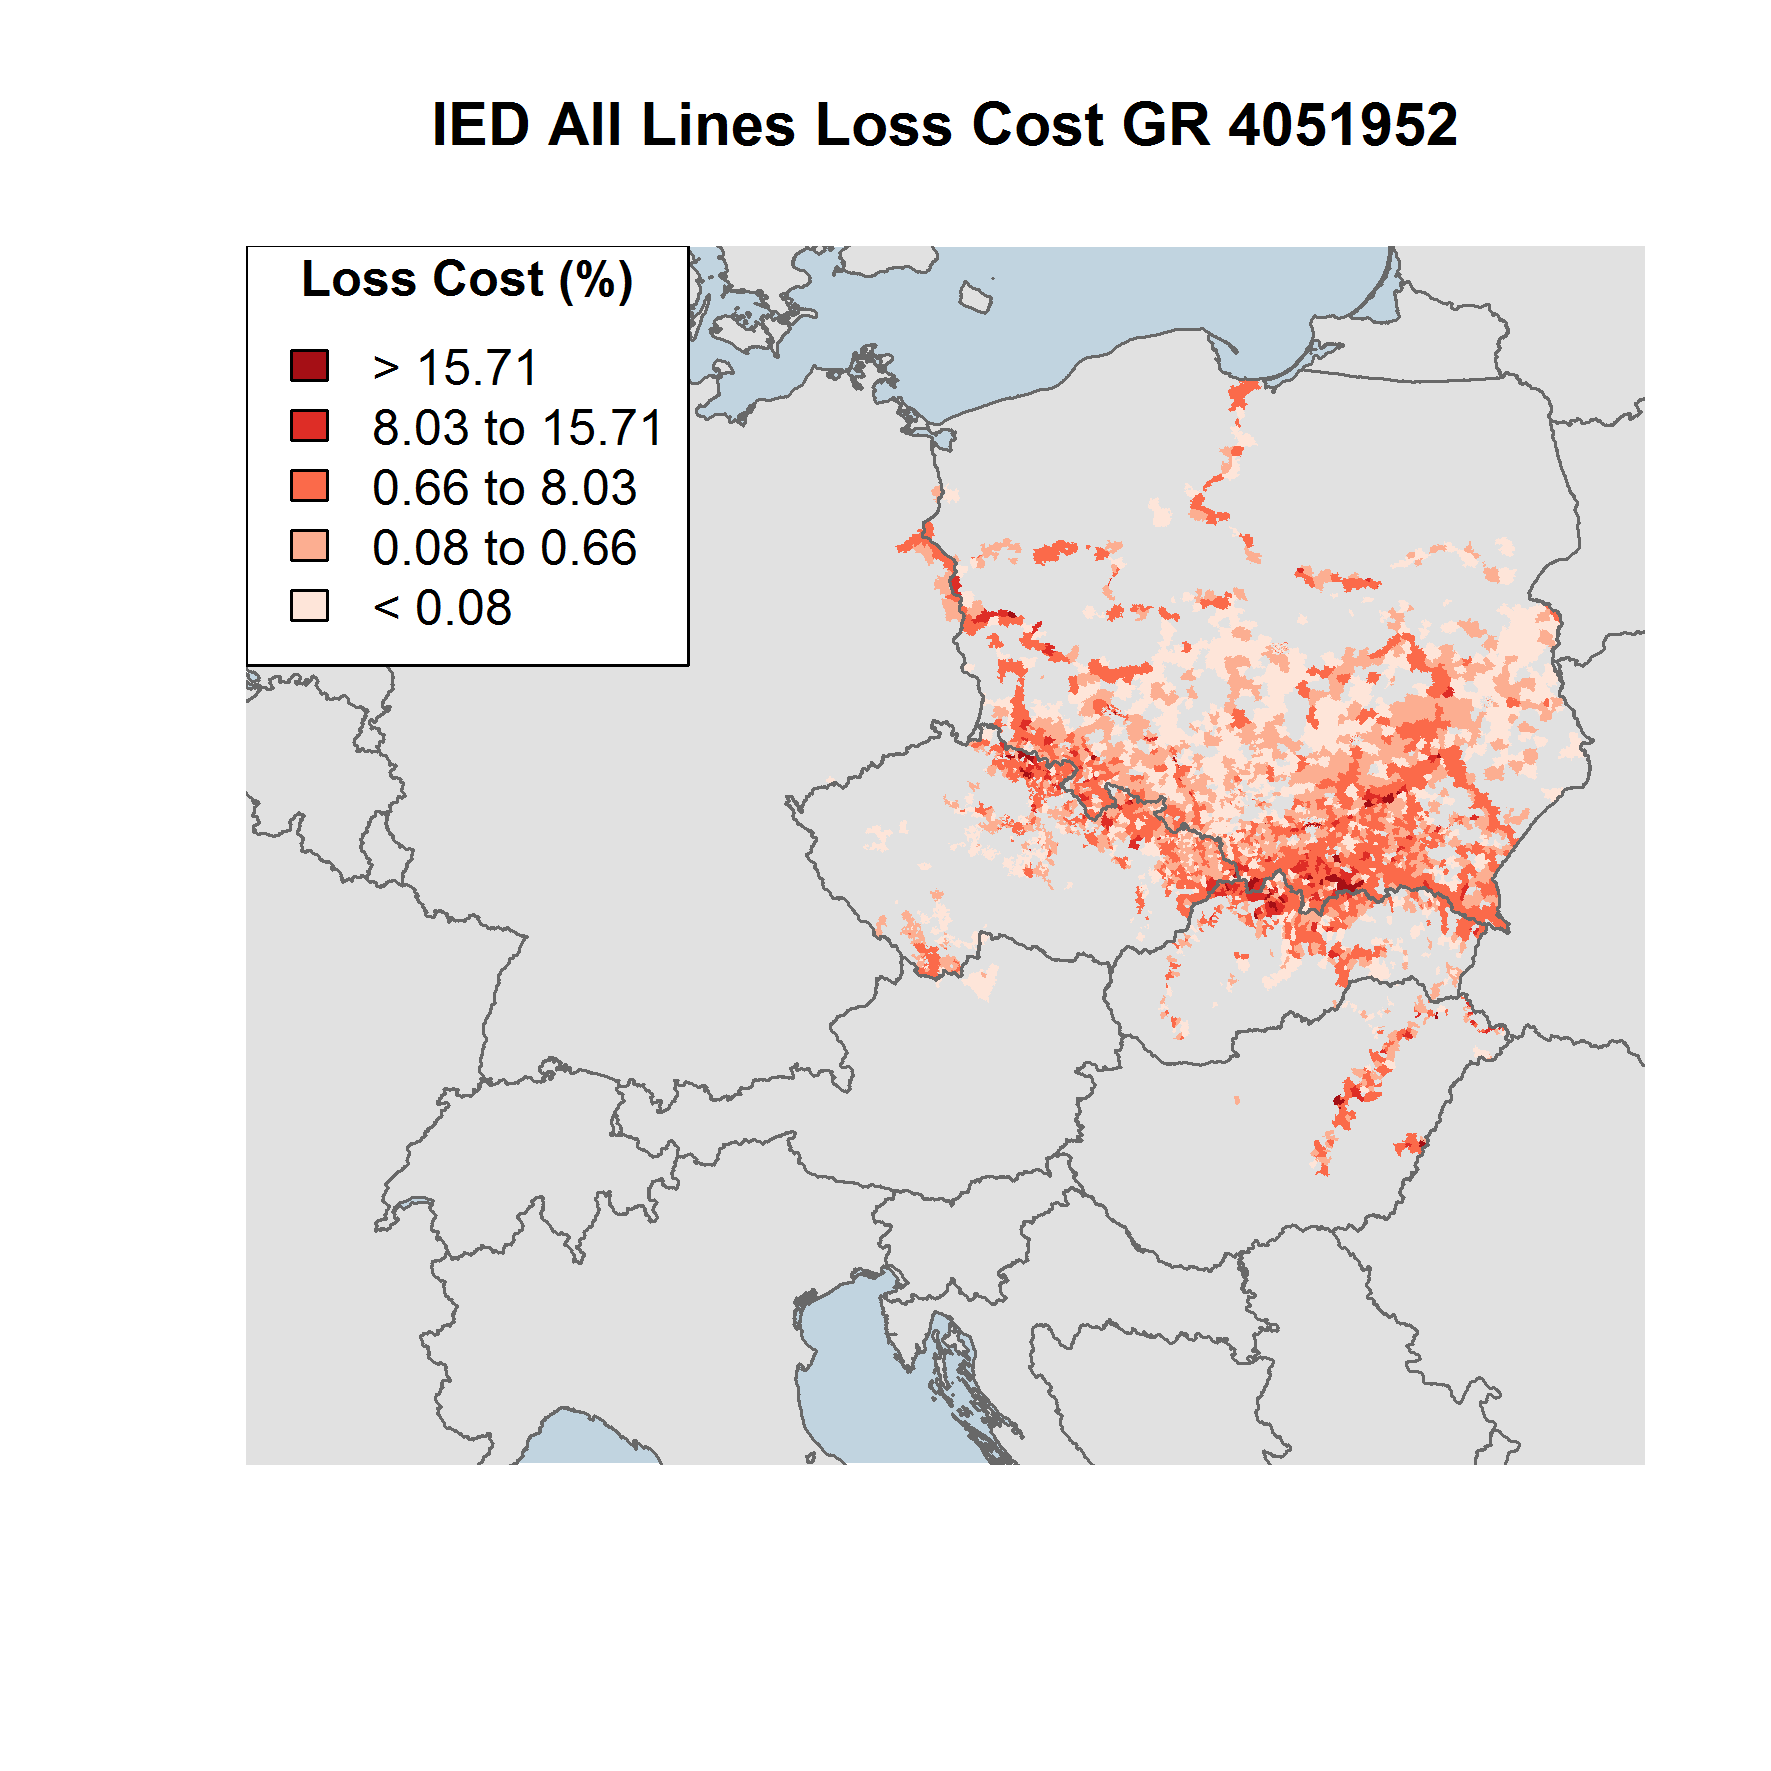 IED All Lines Loss Cost GR 4051952
Loss Cost (%)
> 15.71
8.03 to 15.71
0.66 to 8.03
0.08 to 0.66
< 0.08